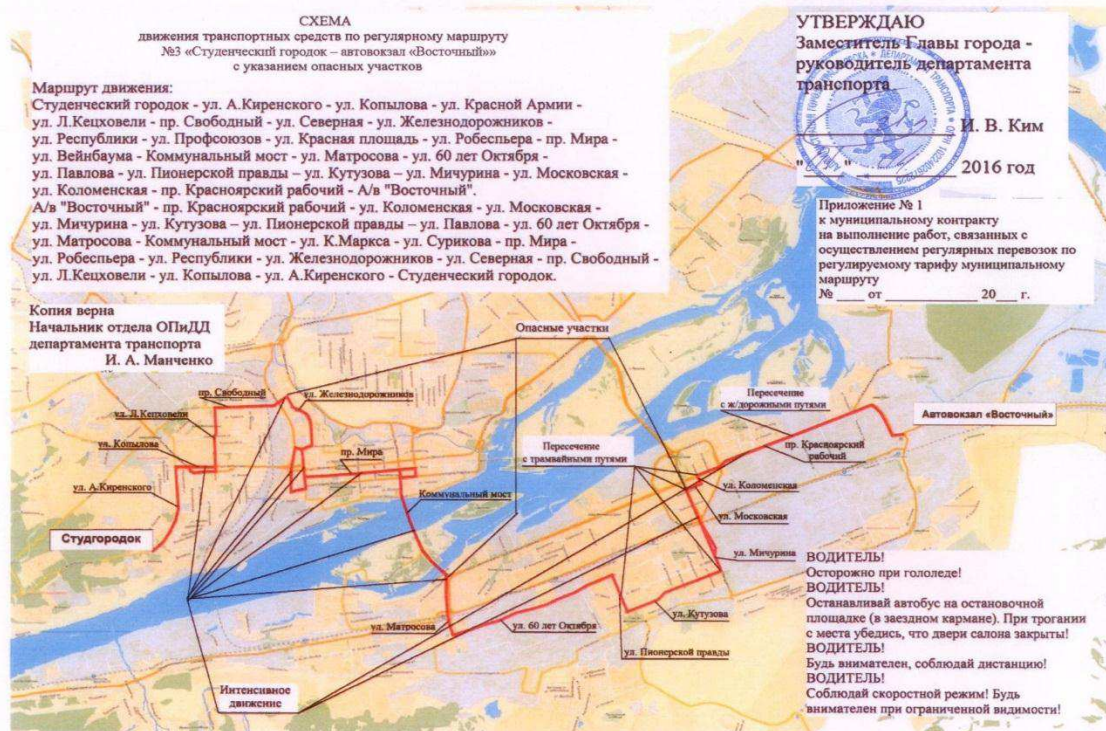 СХЕМА
движения транспортных средств по регулярному маршруту
№3 «Студенческий городок – автовокзал «Восточный»»
с указанием опасных участков
Маршрут движения:
Студенческий городок - ул. А.Киренского - ул. Копылова - ул. Красной Армии -
ул. Л.Кецховели - пр. Свободный - ул. Северная - ул. Железнодорожников -
ул. Республики - ул. Профсоюзов - ул. Красная площадь - ул. Робеспьера - пр. Мира -
ул. Вейнбаума - Коммунальный мост - ул. Матросова - ул. 60 лет Октября -
ул. Павлова - ул. Пионерской правды – ул. Кутузова – ул. Мичурина - ул. Московская -
ул. Коломенская - пр. Красноярский рабочий - А/в "Восточный".
А/в "Восточный" - пр. Красноярский рабочий - ул. Коломенская - ул. Московская -
ул. Мичурина - ул. Кутузова – ул. Пионерской правды – ул. Павлова - ул. 60 лет Октября -
ул. Матросова - Коммунальный мост - ул. К.Маркса - ул. Сурикова - пр. Мира -
ул. Робеспьера - ул. Республики - ул. Железнодорожников - ул. Северная - пр. Свободный -
ул. Л.Кецховели - ул. Копылова - ул. А.Киренского - Студенческий городок.
УТВЕРЖДАЮ
Заместитель Главы города -
руководитель департамента
транспорта
И. В. Ким
"____" ____________ 2016 год
Приложение № 1
к муниципальному контракту
на выполнение работ, связанных с
осуществлением регулярных перевозок по
регулируемому тарифу муниципальному
маршруту
№ ____ от ______________ 20___ г.
Копия верна
Начальник отдела ОПиДД
департамента транспорта
И. А. Манченко
Опасные участки
пр. Свободный
ул. Железнодорожников
ул. Л.Кецховели
ул. Копылова
пр. Мира
ул. А.Киренского
Коммунальный мост
Студгородок
Пересечение
с ж/дорожными путями
Автовокзал «Восточный»
пр. Красноярский
рабочий
Пересечение
с трамвайными путями
ул. Коломенская
ул. Московская
ул. Мичурина
ул. Кутузова
ул. Матросова
ул. 60 лет Октября
ул. Пионерской правды
Интенсивное
движение
ВОДИТЕЛЬ!
Осторожно при гололеде!
ВОДИТЕЛЬ!
Останавливай автобус на остановочной
площадке (в заездном кармане). При трогании
с места убедись, что двери салона закрыты!
ВОДИТЕЛЬ!
Будь внимателен, соблюдай дистанцию!
ВОДИТЕЛЬ!
Соблюдай скоростной режим! Будь
внимателен при ограниченной видимости!